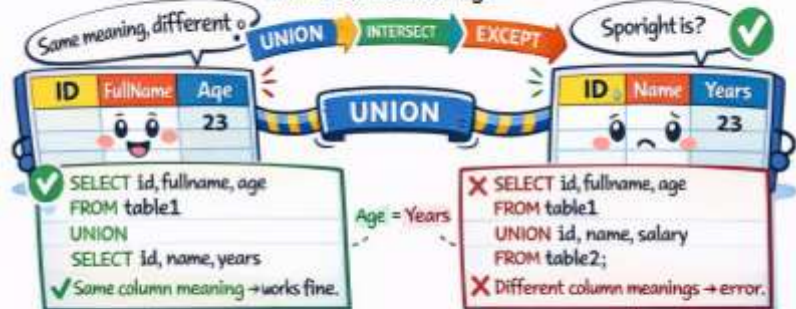 Same meaning, different
UNION INTERSECT EXCEPT
Sporight is?
ID FullName Age
23
UNION
ID Name Years
23
SELECT id, fullname, age
FROM table1
UNION
SELECT id, name, years
Same column meaning → works fine.
Age = Years
SELECT id, fullname, age
FROM table1
UNION id, name, salary
FROM table2;
Different column meanings → error.